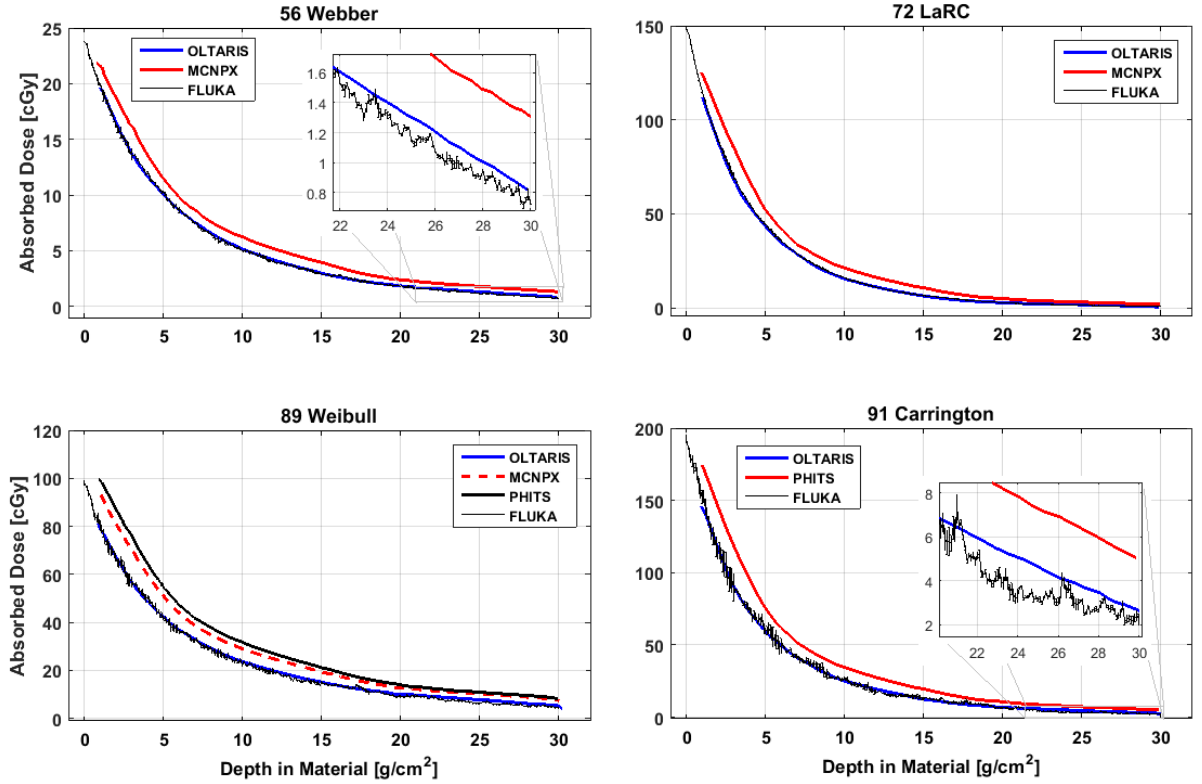 56 Webber
25
20
15
10
5
0
Absorbed Dose [cGy]
OLTARIS
MCNPX
FLUKA
1.6
1.4
1.2
1
0.8
22 24 26 28 30
0 5 10 15 20 25 30
72 LaRC
150
100
50
0
OLTARIS
MCNPX
FLUKA
0 5 10 15 20 25 30
89 Weibull
120
100
80
60
40
20
0
Absorbed Dose [cGy]
OLTARIS
MCNPX
PHITS
FLUKA
0 5 10 15 20 25 30
Depth in Material [g/cm²]
91 Carrington
200
150
100
50
0
OLTARIS
PHITS
FLUKA
8
6
4
2
22 24 26 28 30
0 5 10 15 20 25 30
Depth in Material [g/cm²]